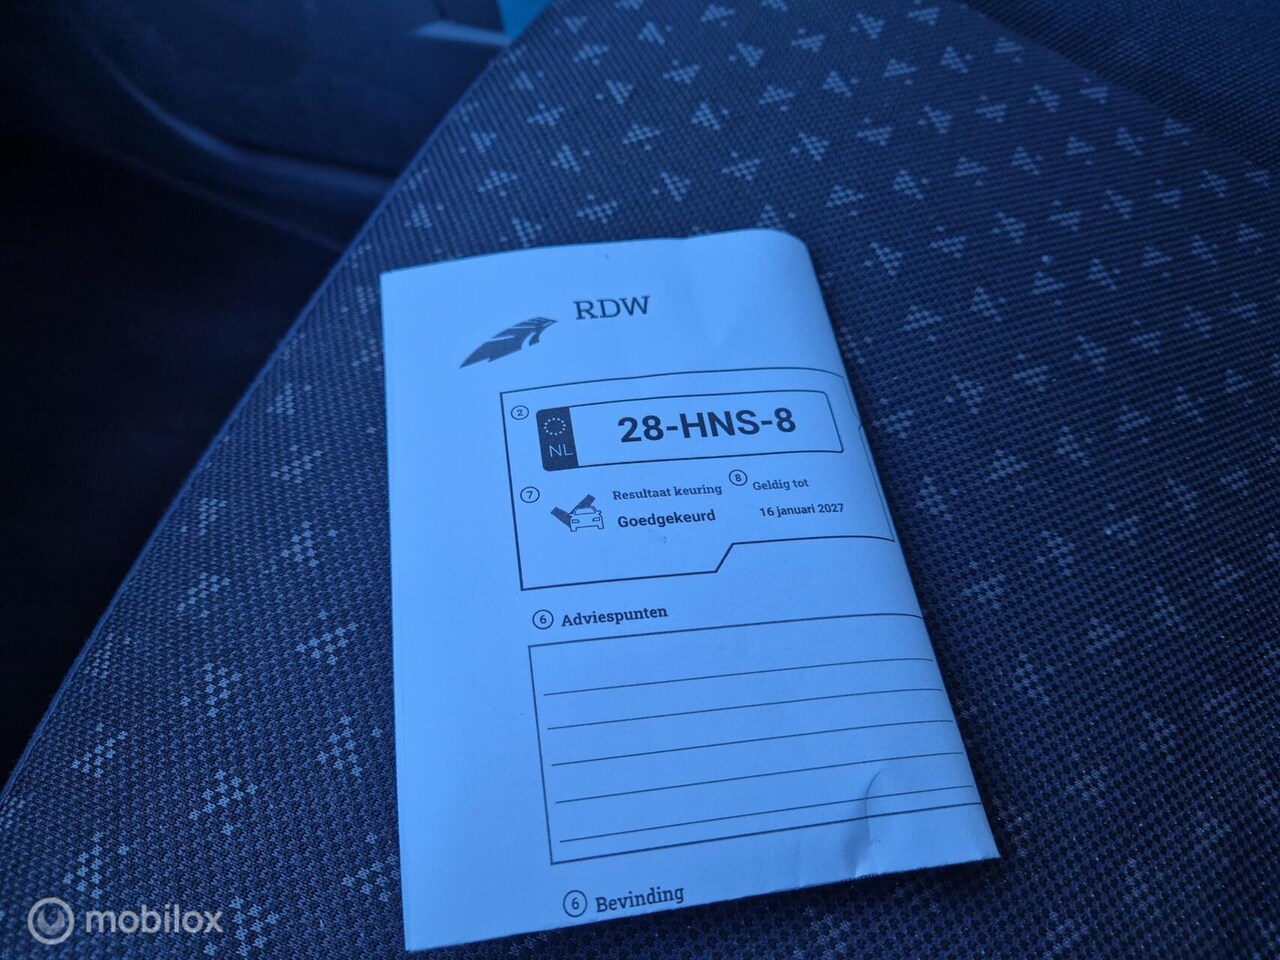 RDW
2
NL
28-HNS-8
7
Resultaat keuring
8
Geldig tot
Goedgekeurd
16 januari 2027
6 Adviespunten
6 Bevinding
mobilox